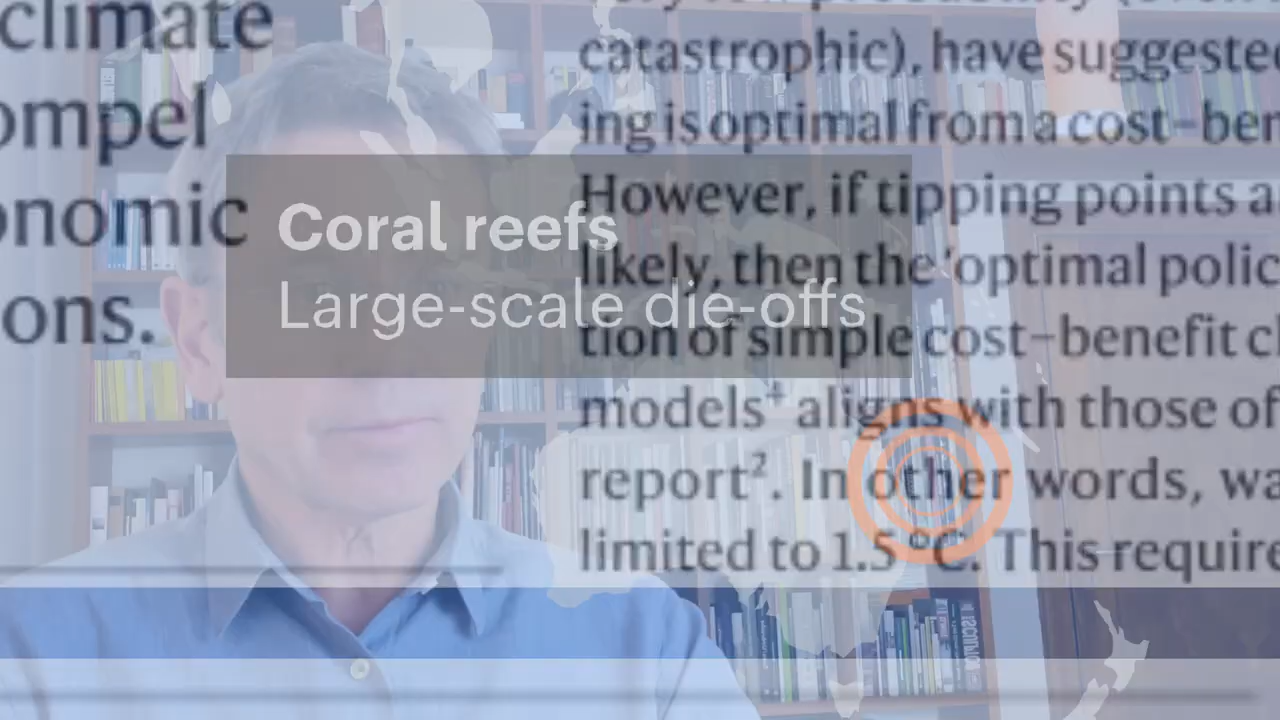 climate
ompel
onomic
ons.
Coral reefs
Large-scale die-offs
catastrophic), have suggested
ing is optimal from a cost–ben
However, if tipping points a
likely, then the ‘optimal polic
tion of simple cost–benefit cl
models⁴ aligns with those of
report². In other words, wa
limited to 1.5 ºC. This require